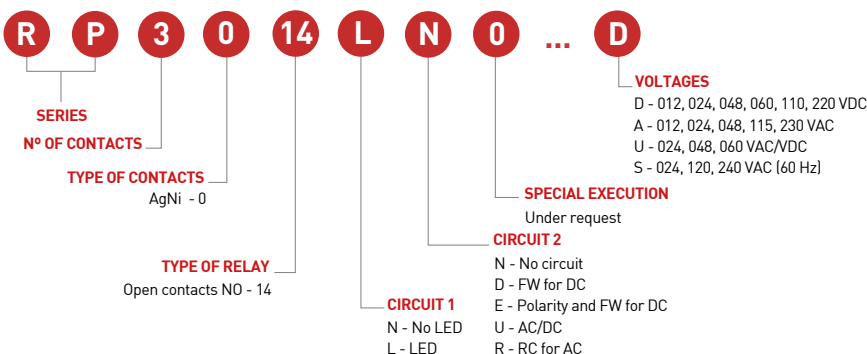 R P 3 0 14 L N 0 ... D
VOLTAGES
D - 012, 024, 048, 060, 110, 220 VDC
A - 012, 024, 048, 115, 230 VAC
U - 024, 048, 060 VAC/VDC
S - 024, 120, 240 VAC (60 Hz)
SERIES
Nº OF CONTACTS
TYPE OF CONTACTS
AgNi - 0
SPECIAL EXECUTION
Under request
CIRCUIT 2
N - No circuit
D - FW for DC
E - Polarity and FW for DC
U - AC/DC
R - RC for AC
TYPE OF RELAY
Open contacts NO - 14
CIRCUIT 1
N - No LED
L - LED